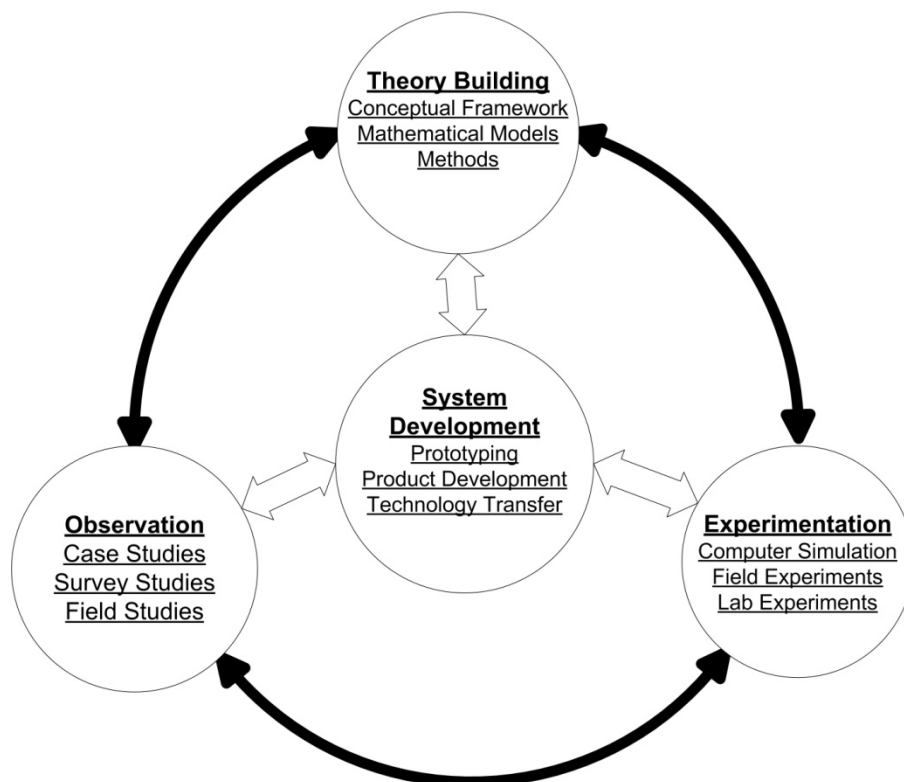 Theory Building
Conceptual Framework
Mathematical Models
Methods
System
Development
Prototyping
Product Development
Technology Transfer
Observation
Case Studies
Survey Studies
Field Studies
Experimentation
Computer Simulation
Field Experiments
Lab Experiments